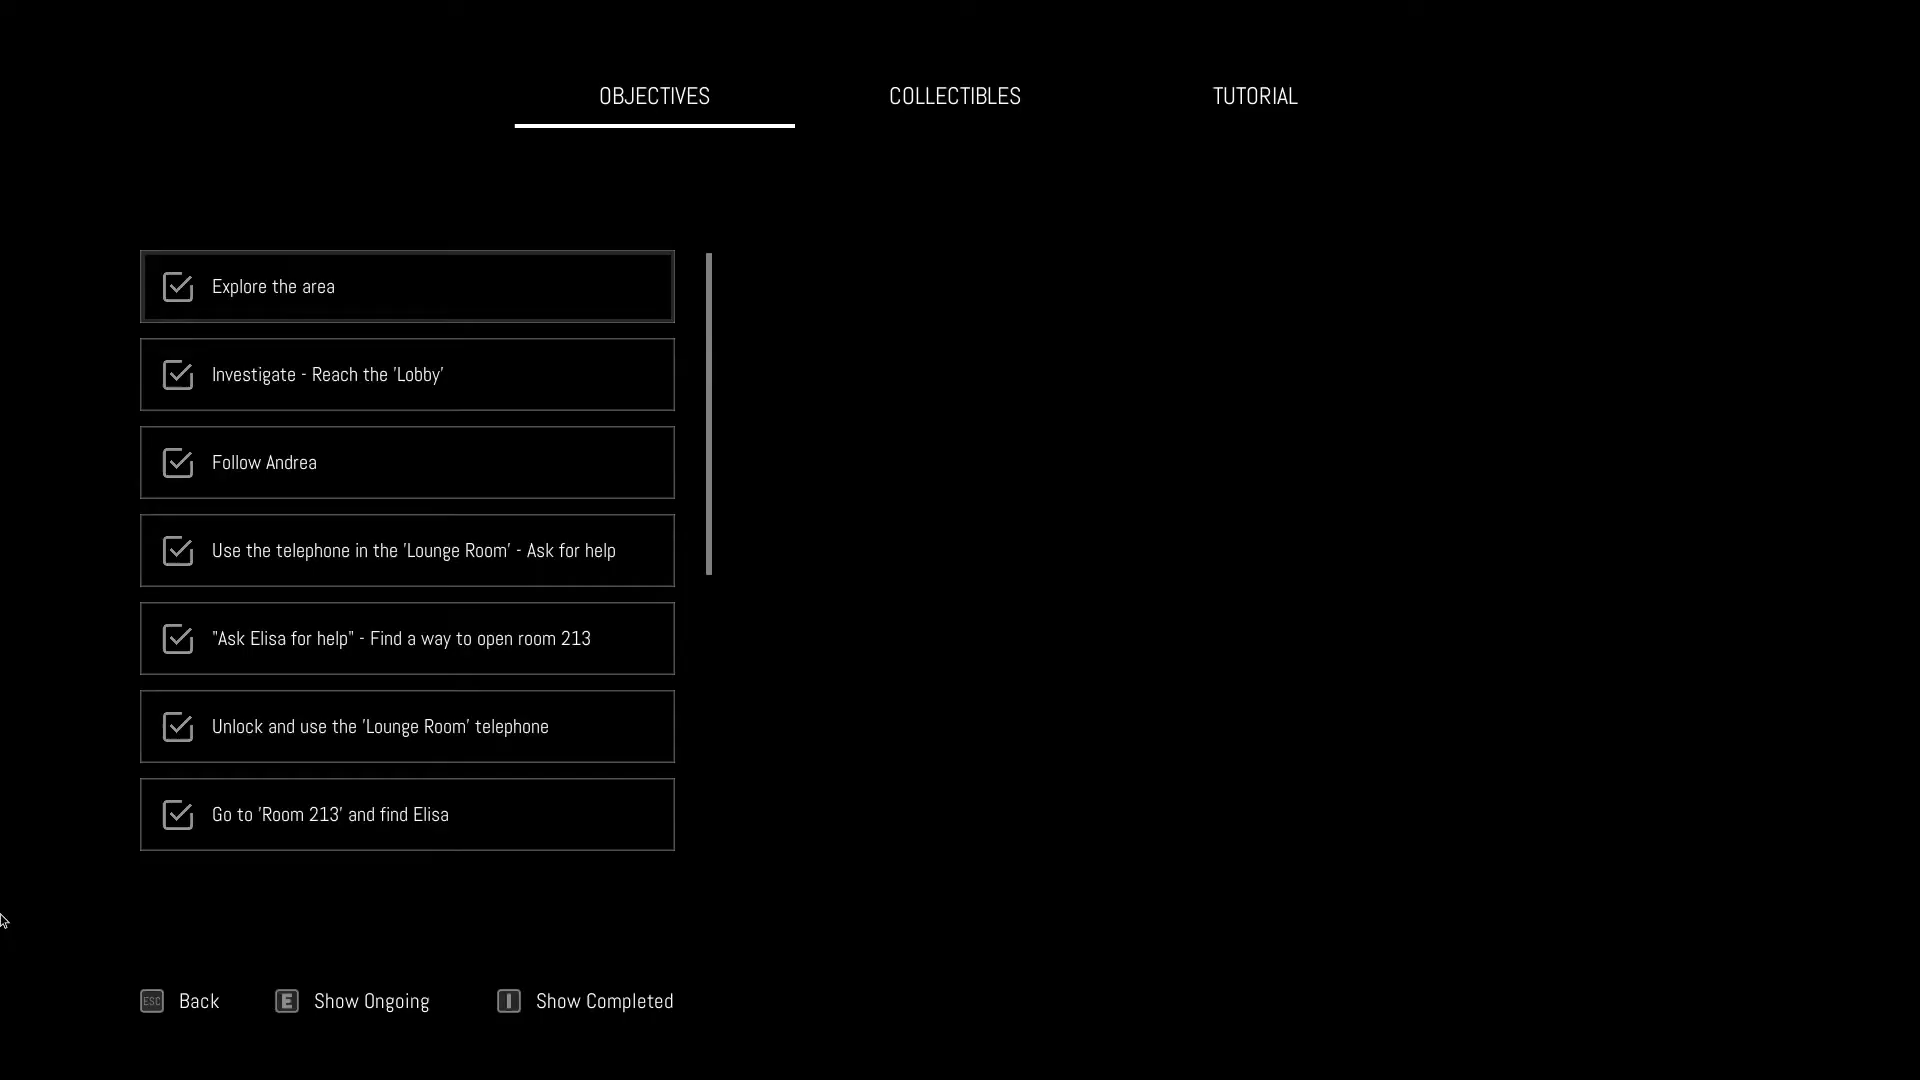 OBJECTIVES
COLLECTIBLES
TUTORIAL
Explore the area
Investigate - Reach the 'Lobby'
Follow Andrea
Use the telephone in the 'Lounge Room' - Ask for help
"Ask Elisa for help" - Find a way to open room 213
Unlock and use the 'Lounge Room' telephone
Go to 'Room 213' and find Elisa
ESC Back
E Show Ongoing
I Show Completed